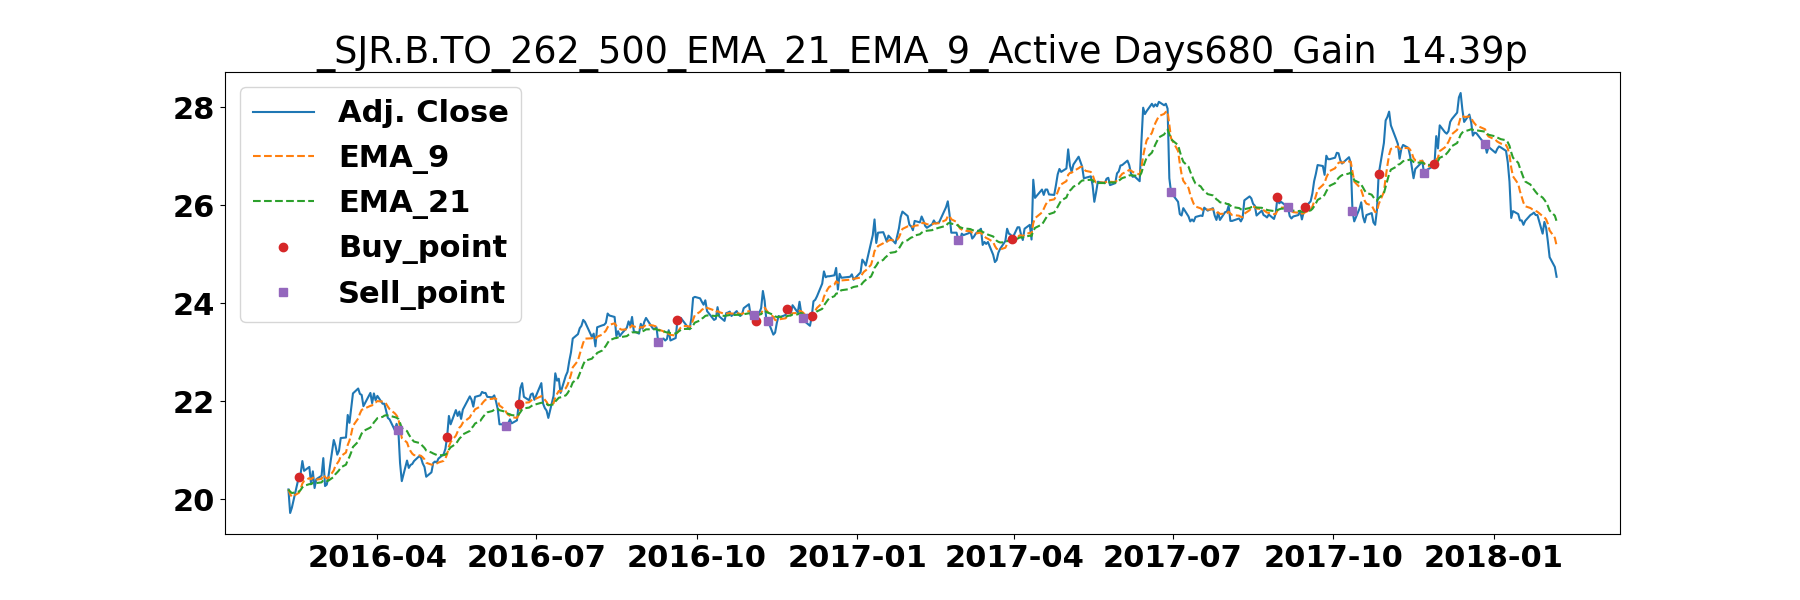 _SJR.B.TO_262_500_EMA_21_EMA_9_Active Days680_Gain  14.39p
Adj. Close
EMA_9
EMA_21
Buy_point
Sell_point
28
26
24
22
20
2016-04
2016-07
2016-10
2017-01
2017-04
2017-07
2017-10
2018-01